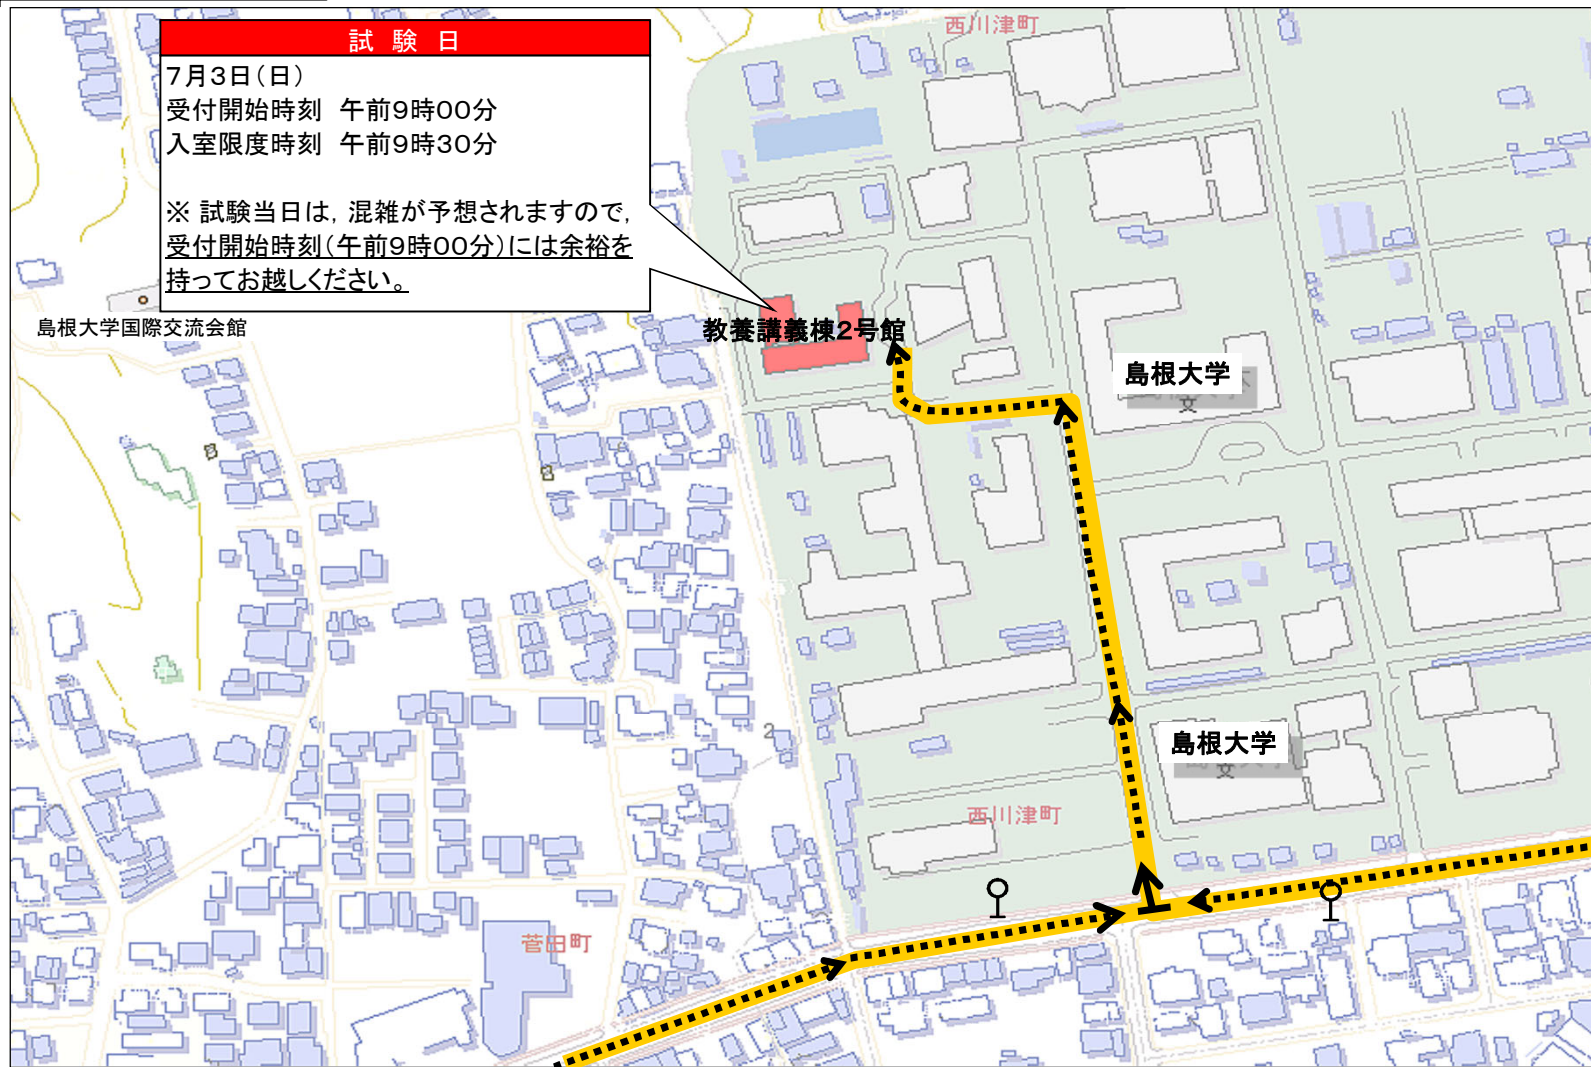 西川津町
試験日
7月3日(日)
受付開始時刻 午前9時00分
入室限度時刻 午前9時30分
※ 試験当日は, 混雑が予想されますので,
受付開始時刻(午前9時00分)には余裕を
持ってお越しください。
島根大学国際交流会館
教養講義棟2号館
島根大学
文
2
島根大学
文
西川津町
菅田町